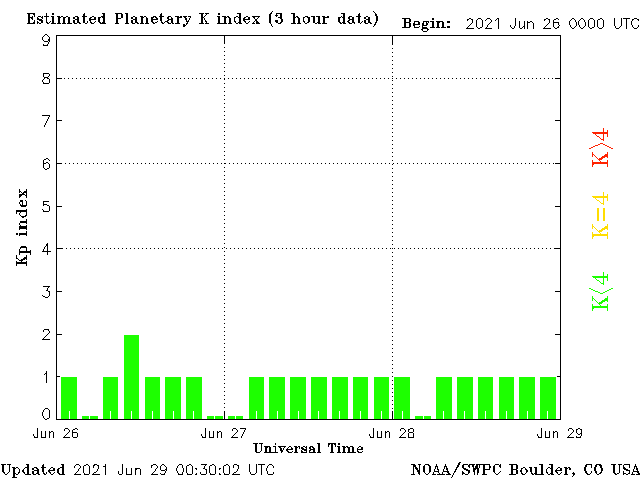 Estimated Planetary K index (3 hour data)
Begin: 2021 Jun 26 0000 UTC
9
8
7
6
5
4
3
2
1
0
Kp index
K>4
K=4
K<4
Jun 26
Jun 27
Jun 28
Jun 29
Universal Time
Updated 2021 Jun 29 00:30:02 UTC
NOAA/SWPC Boulder, CO USA